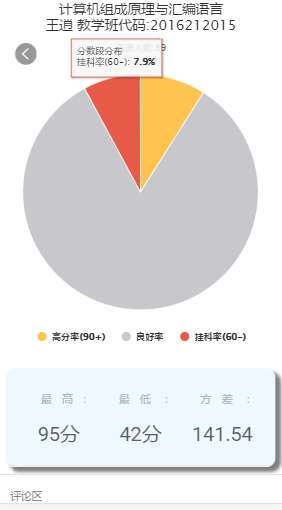 计算机组成原理与汇编语言
王逍 教学班代码:2016212015
分数段分布
挂科率(60-): 7.9%
高分率(90+)
良好率
挂科率(60-)
最 高 :
最 低 :
方 差 :
95分
42分
141.54
评论区